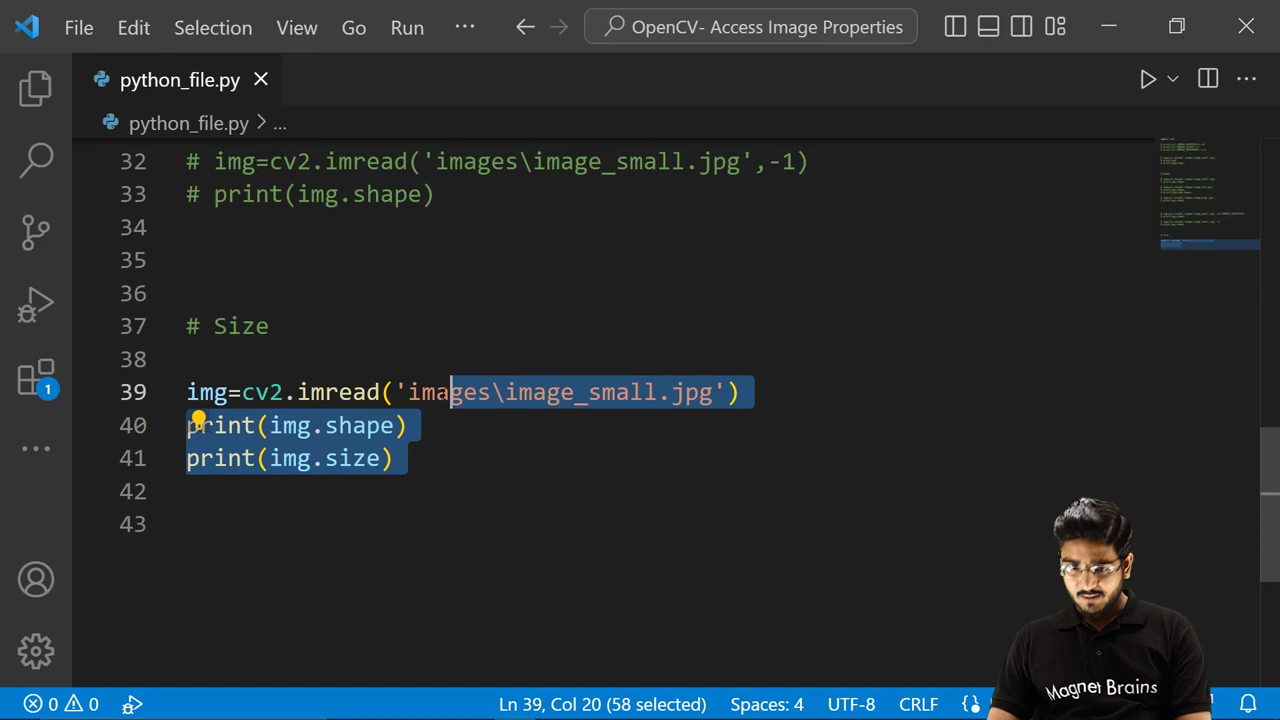 File Edit Selection View Go Run ··· OpenCV- Access Image Properties
python_file.py
python_file.py > ...
32 # img=cv2.imread('images\image_small.jpg',-1)
33 # print(img.shape)
34
35
36
37 # Size
38
39 img=cv2.imread('images\image_small.jpg')
40 print(img.shape)
41 print(img.size)
42
43
1
Magnet Brains
0 0 Ln 39, Col 20 (58 selected) Spaces: 4 UTF-8 CRLF {}